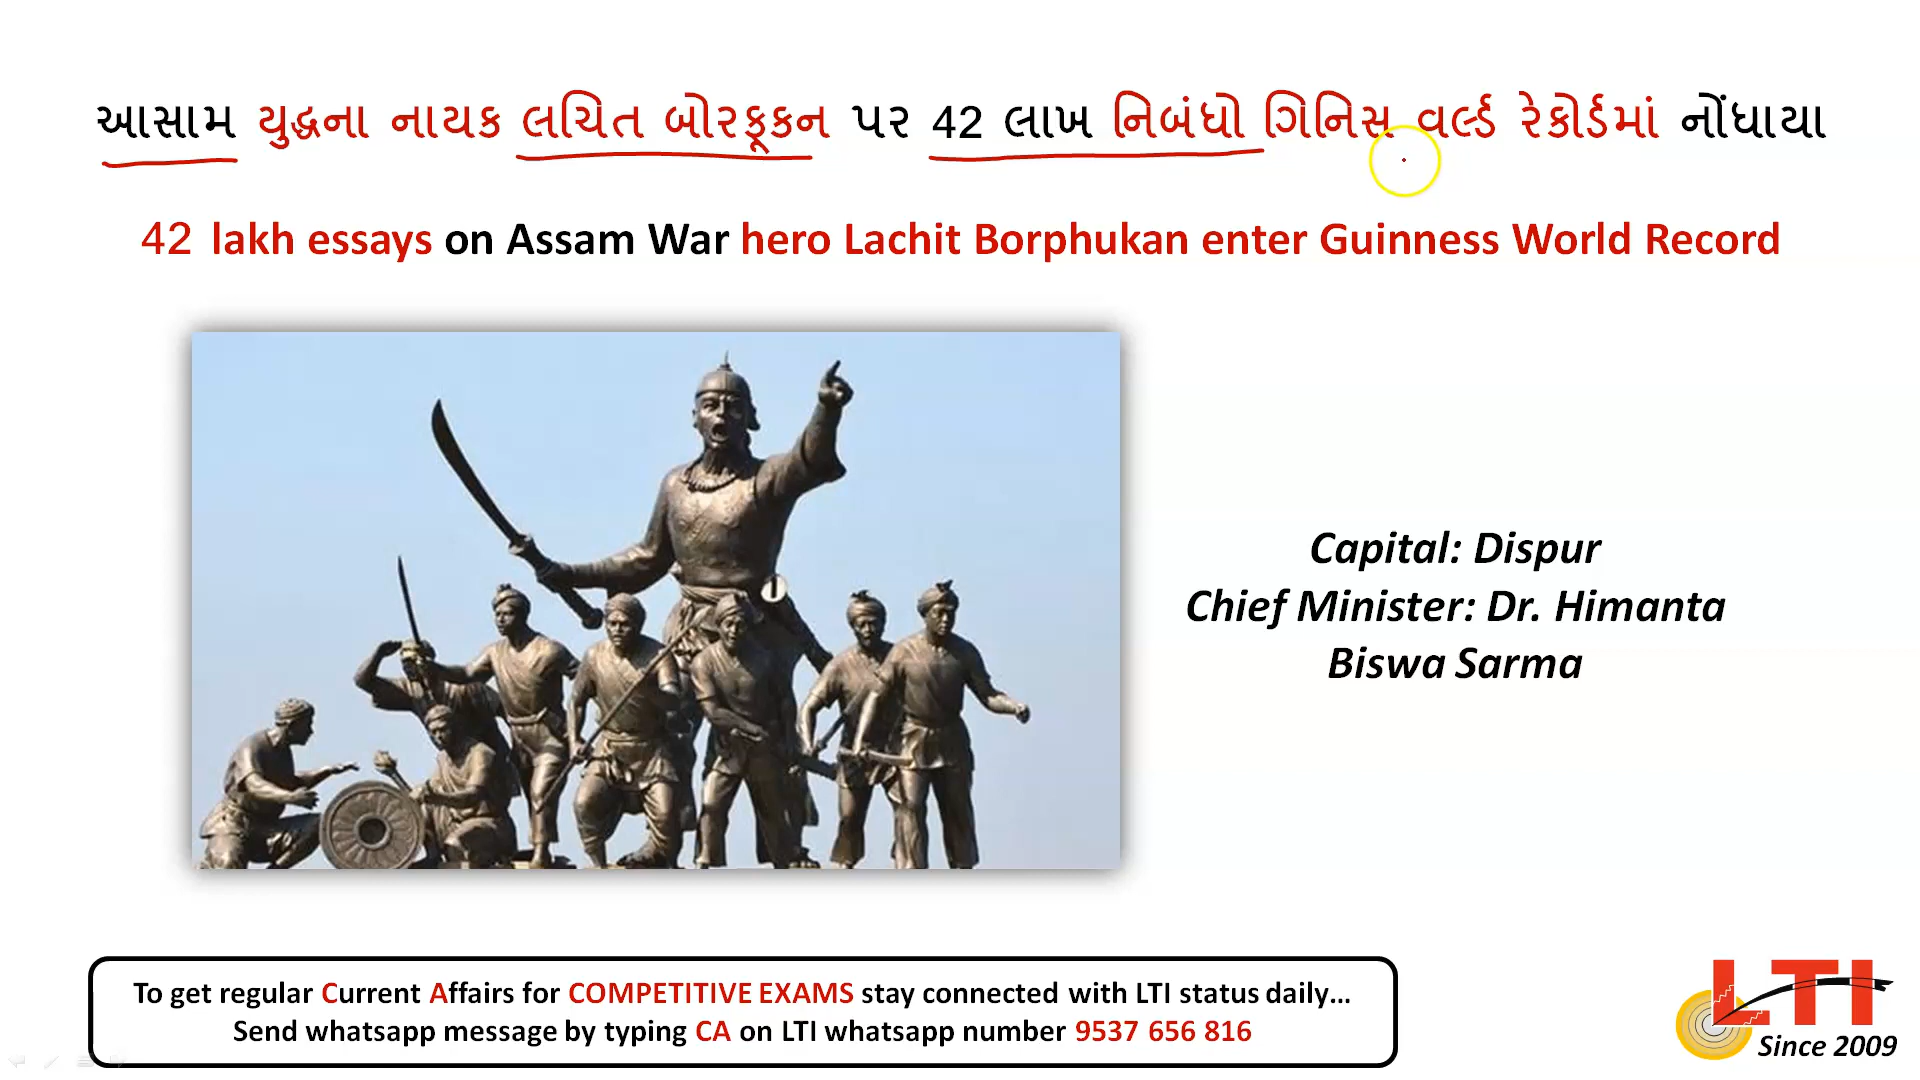 આસામ યુદ્ધના નાયક લચિત બોરફૂકન પર 42 લાખ નિબંધો ગિનિસ વર્લ્ડ રેકોર્ડમાં નોંધાયા
42 lakh essays on Assam War hero Lachit Borphukan enter Guinness World Record
Capital: Dispur
Chief Minister: Dr. Himanta
Biswa Sarma
To get regular Current Affairs for COMPETITIVE EXAMS stay connected with LTI status daily...
Send whatsapp message by typing CA on LTI whatsapp number 9537 656 816
LTI
Since 2009